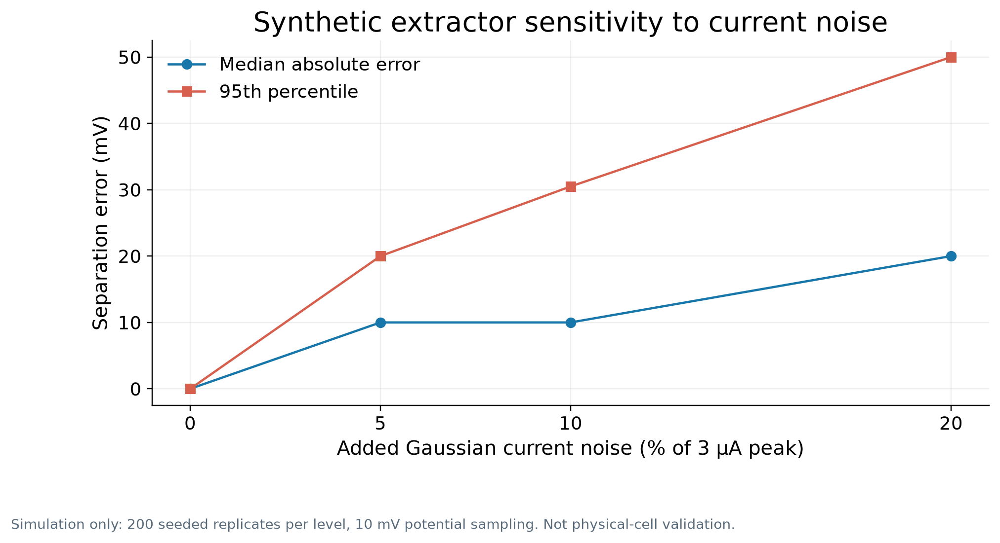 Synthetic extractor sensitivity to current noise
Median absolute error
95th percentile
Separation error (mV)
50
40
30
20
10
0
0 5 10 20
Added Gaussian current noise (% of 3 µA peak)
Simulation only: 200 seeded replicates per level, 10 mV potential sampling. Not physical-cell validation.